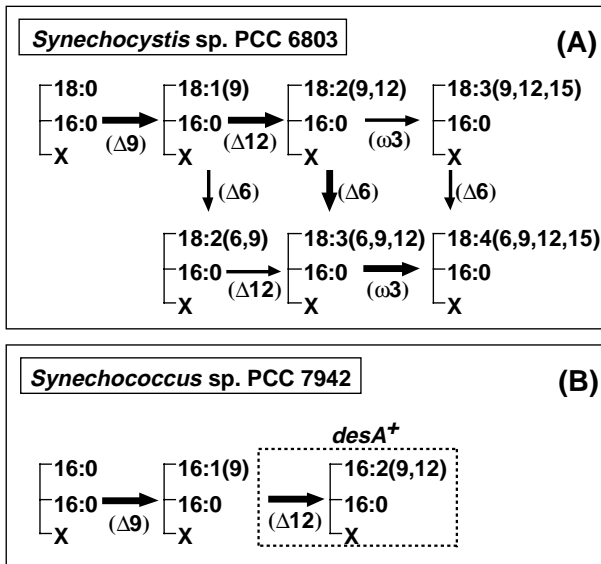 Synechocystis sp. PCC 6803
(A)
18:0 18:1(9) 18:2(9,12) 18:3(9,12,15)
16:0 (Δ9) 16:0 (Δ12) 16:0 (ω3) 16:0
X X X X
(Δ6) (Δ6) (Δ6)
18:2(6,9) 18:3(6,9,12) 18:4(6,9,12,15)
16:0 (Δ12) 16:0 (ω3) 16:0
X X X
Synechococcus sp. PCC 7942
(B)
desA+
16:0 16:1(9) 16:2(9,12)
16:0 (Δ9) 16:0 (Δ12) 16:0
X X X